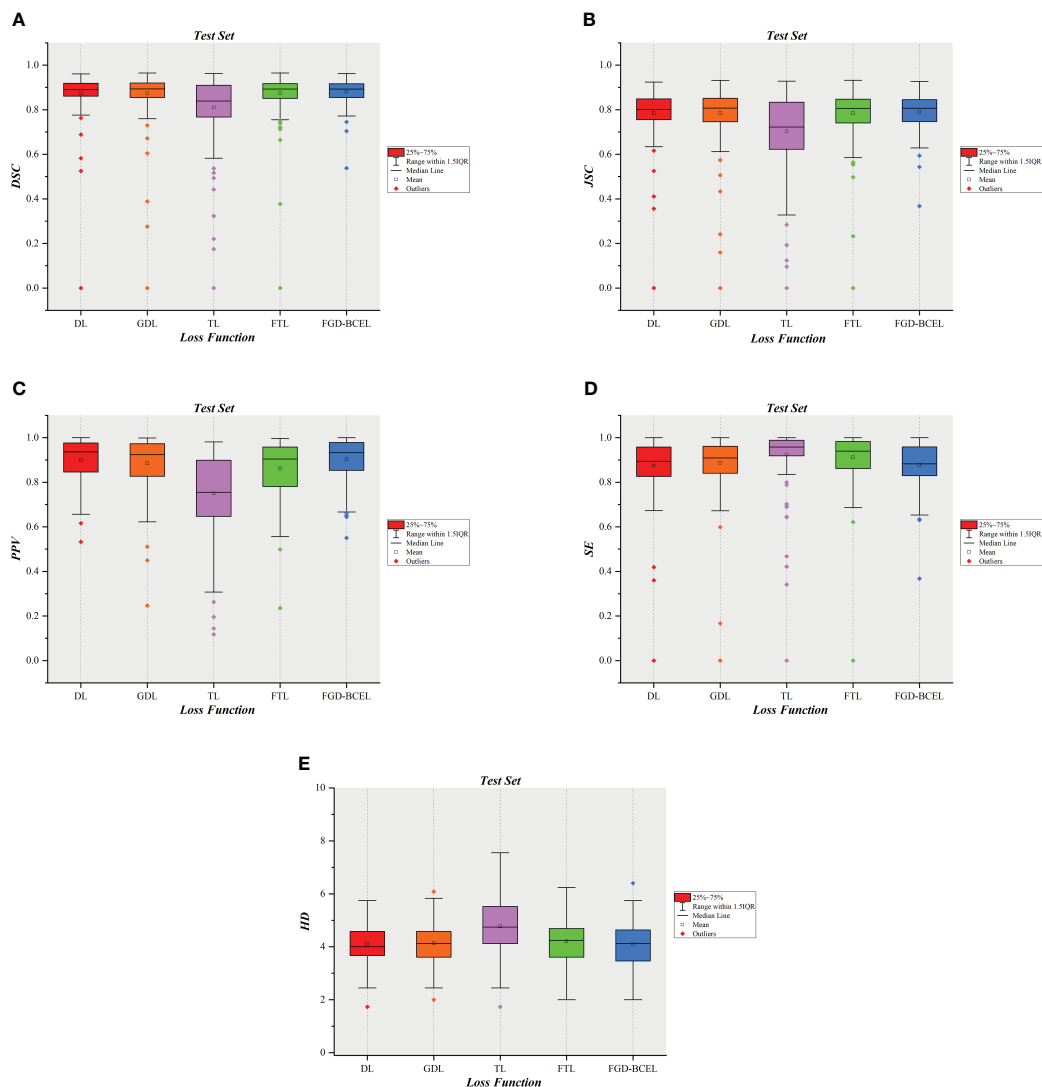 A
Test Set
DSC
1.0
0.8
0.6
0.4
0.2
0.0
DL GDL TL FTL FGD-BCEL
Loss Function
25%~75%
Range within 1.5IQR
Median Line
Mean
Outliers
B
Test Set
JSC
1.0
0.8
0.6
0.4
0.2
0.0
DL GDL TL FTL FGD-BCEL
Loss Function
25%~75%
Range within 1.5IQR
Median Line
Mean
Outliers
C
Test Set
PPV
1.0
0.8
0.6
0.4
0.2
0.0
DL GDL TL FTL FGD-BCEL
Loss Function
25%~75%
Range within 1.5IQR
Median Line
Mean
Outliers
D
Test Set
SE
1.0
0.8
0.6
0.4
0.2
0.0
DL GDL TL FTL FGD-BCEL
Loss Function
25%~75%
Range within 1.5IQR
Median Line
Mean
Outliers
E
Test Set
HD
10
8
6
4
2
0
DL GDL TL FTL FGD-BCEL
Loss Function
25%~75%
Range within 1.5IQR
Median Line
Mean
Outliers